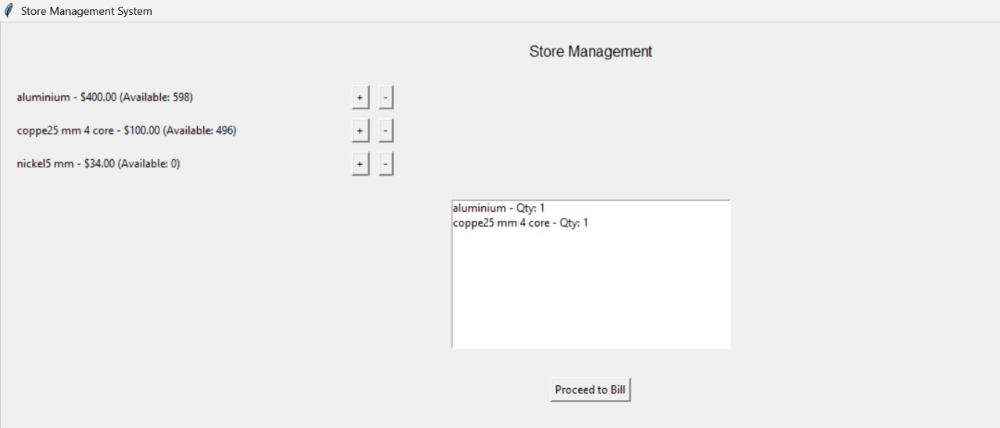 Store Management System
Store Management
aluminium - $400.00 (Available: 598)
+ -
coppe25 mm 4 core - $100.00 (Available: 496)
+ -
nickel5 mm - $34.00 (Available: 0)
+ -
aluminium - Qty: 1
coppe25 mm 4 core - Qty: 1
Proceed to Bill